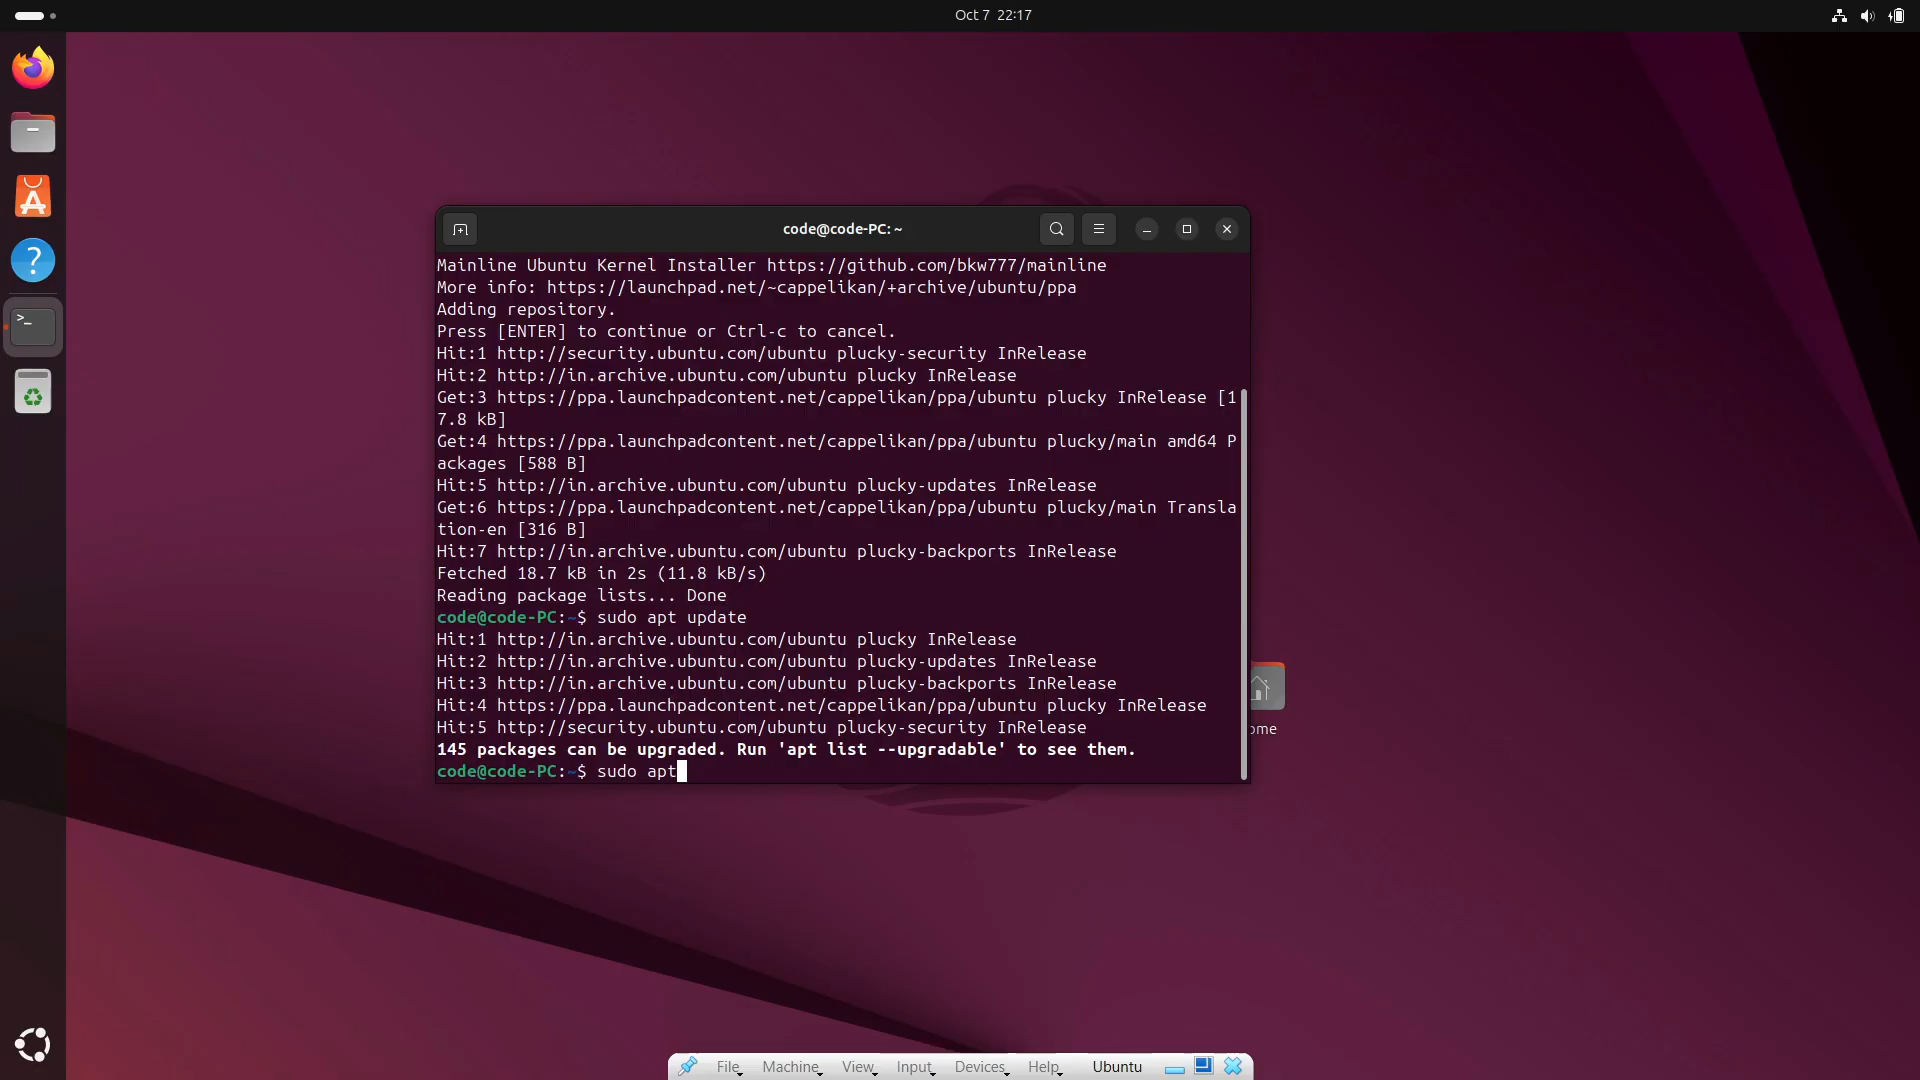 Oct 7 22:17
code@code-PC: ~
Mainline Ubuntu Kernel Installer https://github.com/bkw777/mainline
More info: https://launchpad.net/~cappelikan/+archive/ubuntu/ppa
Adding repository.
Press [ENTER] to continue or Ctrl-c to cancel.
Hit:1 http://security.ubuntu.com/ubuntu plucky-security InRelease
Hit:2 http://in.archive.ubuntu.com/ubuntu plucky InRelease
Get:3 https://ppa.launchpadcontent.net/cappelikan/ppa/ubuntu plucky InRelease [1
7.8 kB]
Get:4 https://ppa.launchpadcontent.net/cappelikan/ppa/ubuntu plucky/main amd64 P
ackages [588 B]
Hit:5 http://in.archive.ubuntu.com/ubuntu plucky-updates InRelease
Get:6 https://ppa.launchpadcontent.net/cappelikan/ppa/ubuntu plucky/main Transla
tion-en [316 B]
Hit:7 http://in.archive.ubuntu.com/ubuntu plucky-backports InRelease
Fetched 18.7 kB in 2s (11.8 kB/s)
Reading package lists... Done
code@code-PC:~$ sudo apt update
Hit:1 http://in.archive.ubuntu.com/ubuntu plucky InRelease
Hit:2 http://in.archive.ubuntu.com/ubuntu plucky-updates InRelease
Hit:3 http://in.archive.ubuntu.com/ubuntu plucky-backports InRelease
Hit:4 https://ppa.launchpadcontent.net/cappelikan/ppa/ubuntu plucky InRelease
Hit:5 http://security.ubuntu.com/ubuntu plucky-security InRelease
145 packages can be upgraded. Run 'apt list --upgradable' to see them.
code@code-PC:~$ sudo apt
ome
File Machine View Input Devices Help Ubuntu